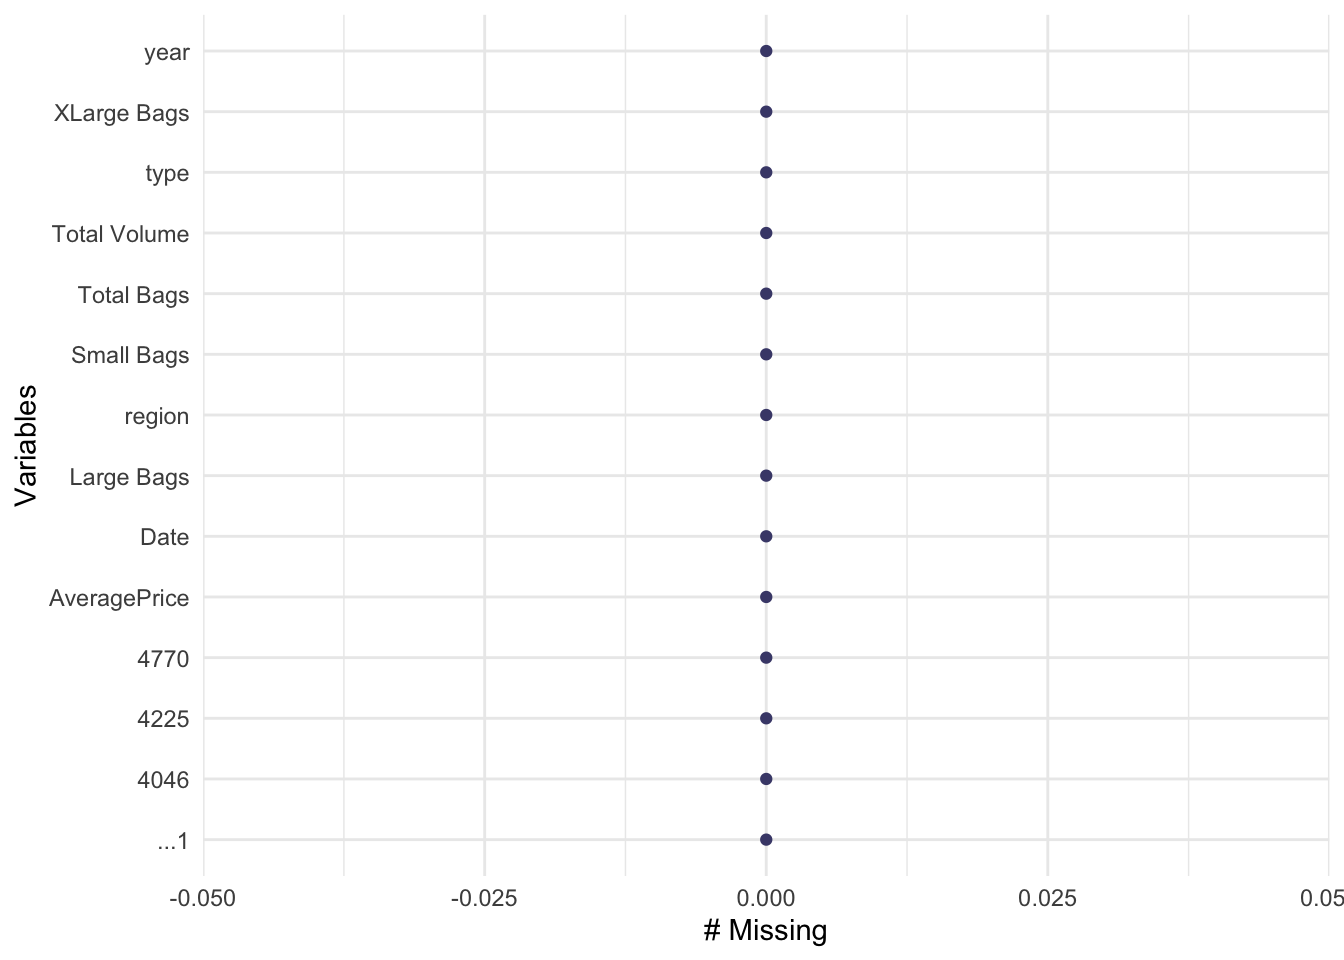 year
XLarge Bags
type
Total Volume
Total Bags
Small Bags
region
Large Bags
Date
AveragePrice
4770
4225
4046
...1
Variables
-0.050 -0.025 0.000 0.025 0.05
# Missing